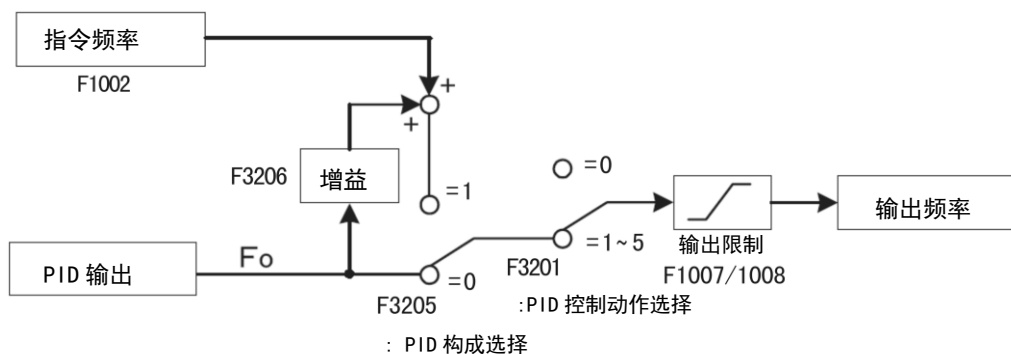 指令频率
F1002
+
+
F3206
增益
=1
=0
PID 输出
Fo
=0
F3205
F3201
=1~5
输出限制
F1007/1008
输出频率
:PID 控制动作选择
: PID 构成选择